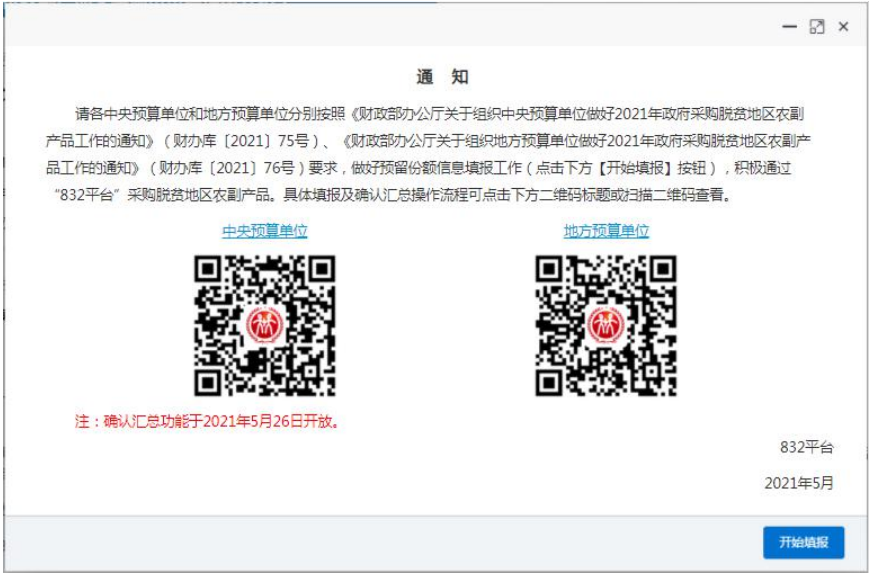 通 知
请各中央预算单位和地方预算单位分别按照《财政部办公厅关于组织中央预算单位做好2021年政府采购脱贫地区农副
产品工作的通知》（财办库〔2021〕75号）、《财政部办公厅关于组织地方预算单位做好2021年政府采购脱贫地区农副产
品工作的通知》（财办库〔2021〕76号）要求，做好预留份额信息填报工作（点击下方【开始填报】按钮），积极通过
“832平台”采购脱贫地区农副产品。具体填报及确认汇总操作流程可点击下方二维码标题或扫描二维码查看。
中央预算单位
地方预算单位
注：确认汇总功能于2021年5月26日开放。
832平台
2021年5月
开始填报